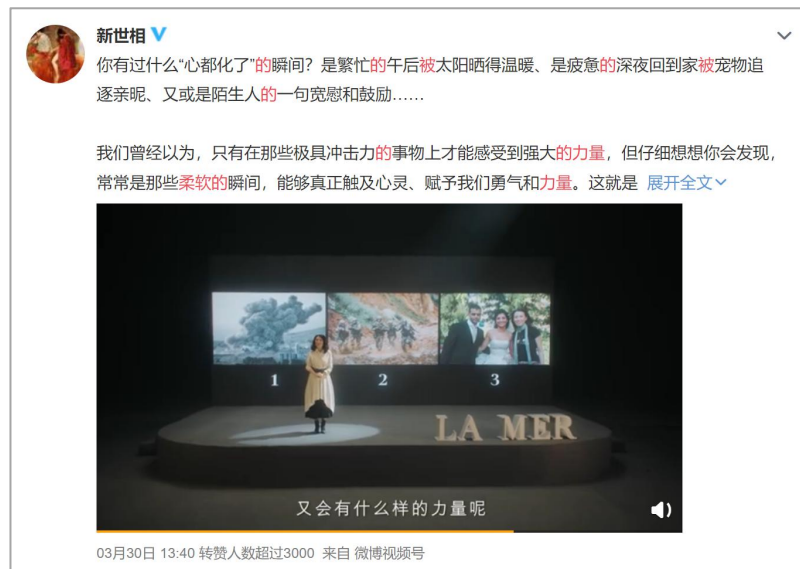 新世相
你有过什么“心都化了”的瞬间？是繁忙的午后被太阳晒得温暖、是疲惫的深夜回到家被宠物追
逐亲昵、又或是陌生人的一句宽慰和鼓励……
我们曾经以为，只有在那些极具冲击力的事物上才能感受到强大的力量，但仔细想想你会发现，
常常是那些柔软的瞬间，能够真正触及心灵、赋予我们勇气和力量。这就是 展开全文
1 2 3
LA MER
又会有什么样的力量呢
03月30日 13:40 转赞人数超过3000 来自 微博视频号